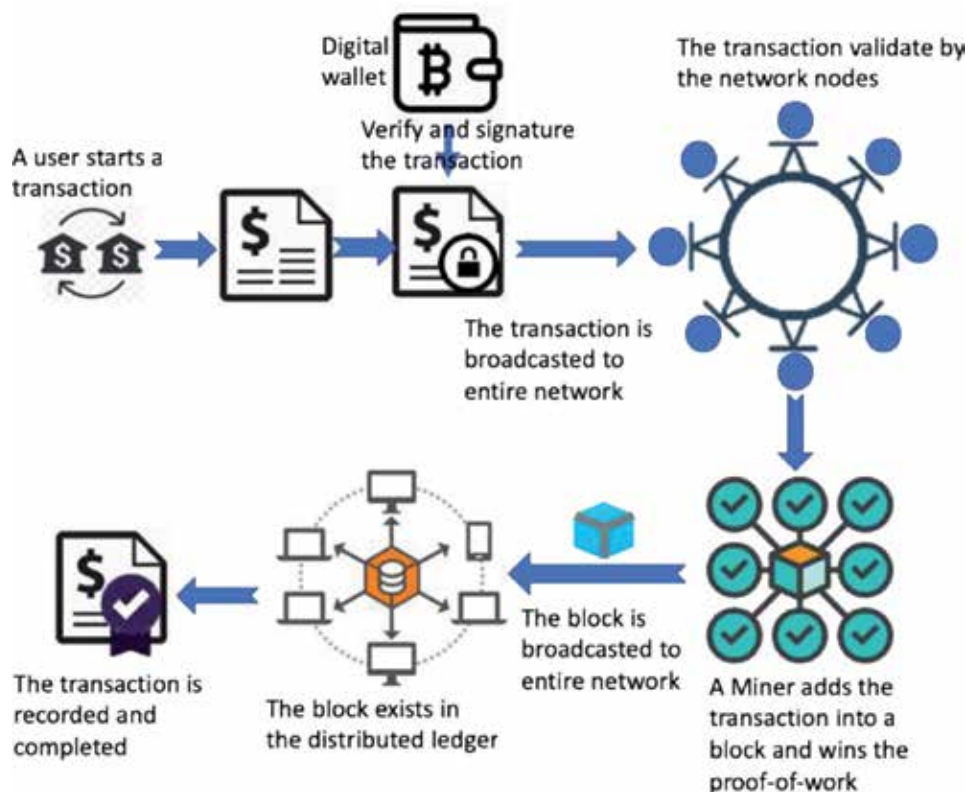 Digital
wallet
The transaction validate by
the network nodes
Verify and signature
the transaction
A user starts a
transaction
$ $
$
$
The transaction is
broadcasted to
entire network
$
The block is
broadcasted to
entire network
The transaction is
recorded and
completed
The block exists in
the distributed ledger
A Miner adds the
transaction into a
block and wins the
proof-of-work